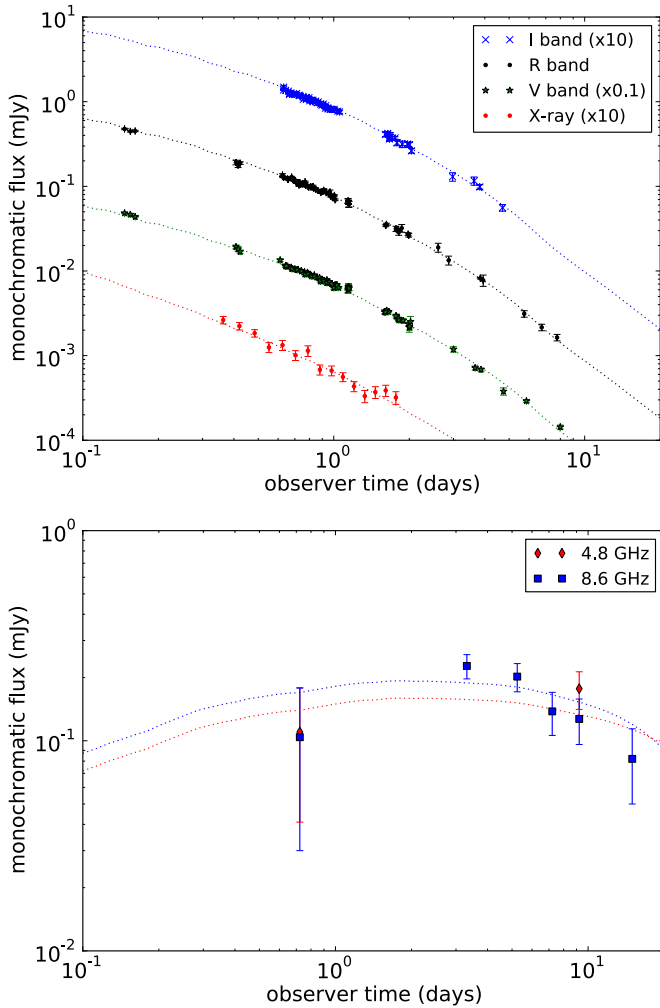 10^1
10^0
10^-1
10^-2
10^-3
10^-4
monochromatic flux (mJy)
I band (x10)
R band
V band (x0.1)
X-ray (x10)
10^-1
10^0
10^1
observer time (days)
10^0
10^-1
10^-2
monochromatic flux (mJy)
4.8 GHz
8.6 GHz
10^-1
10^0
10^1
observer time (days)